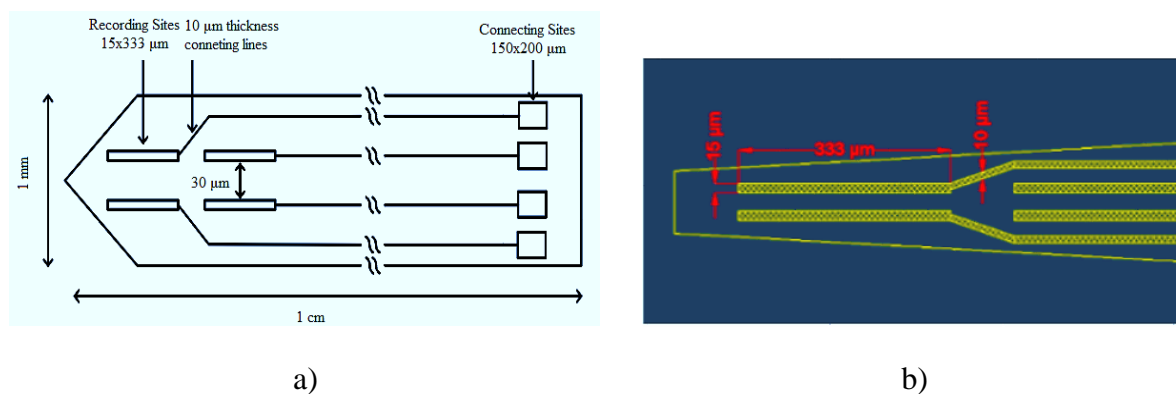 Recording Sites
15x333 µm
10 µm thickness
conneting lines
Connecting Sites
150x200 µm
1 mm
30 µm
1 cm
a)
15 µm
333 µm
10 µm
b)